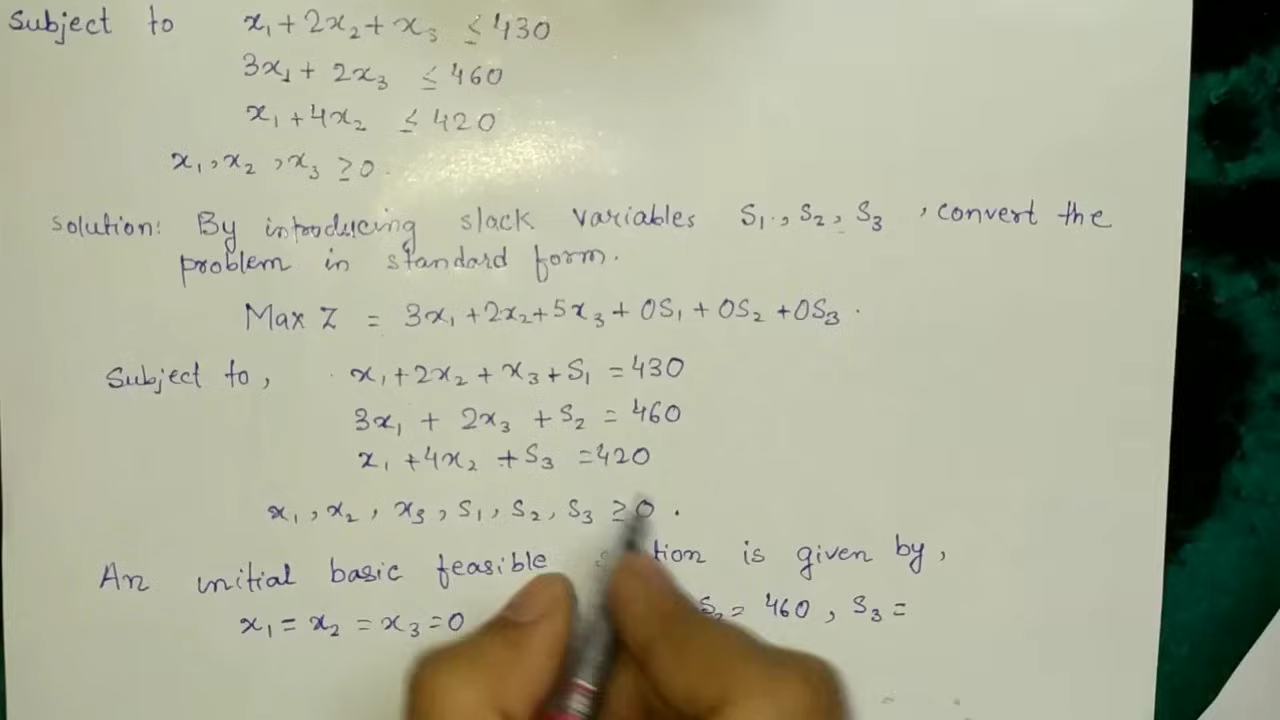 Subject to x₁ + 2x₂ + x₃ ≤ 430
3x₁ + 2x₃ ≤ 460
x₁ + 4x₂ ≤ 420
x₁, x₂, x₃ ≥ 0.
Solution: By introducing slack variables S₁, S₂, S₃, convert the
problem in standard form.
Max Z = 3x₁ + 2x₂ + 5x₃ + 0S₁ + 0S₂ + 0S₃.
Subject to, x₁ + 2x₂ + x₃ + S₁ = 430
3x₁ + 2x₃ + S₂ = 460
x₁ + 4x₂ + S₃ = 420
x₁, x₂, x₃, S₁, S₂, S₃ ≥ 0.
An initial basic feasible is given by,
x₁ = x₂ = x₃ = 0 S₂ = 460, S₃ =